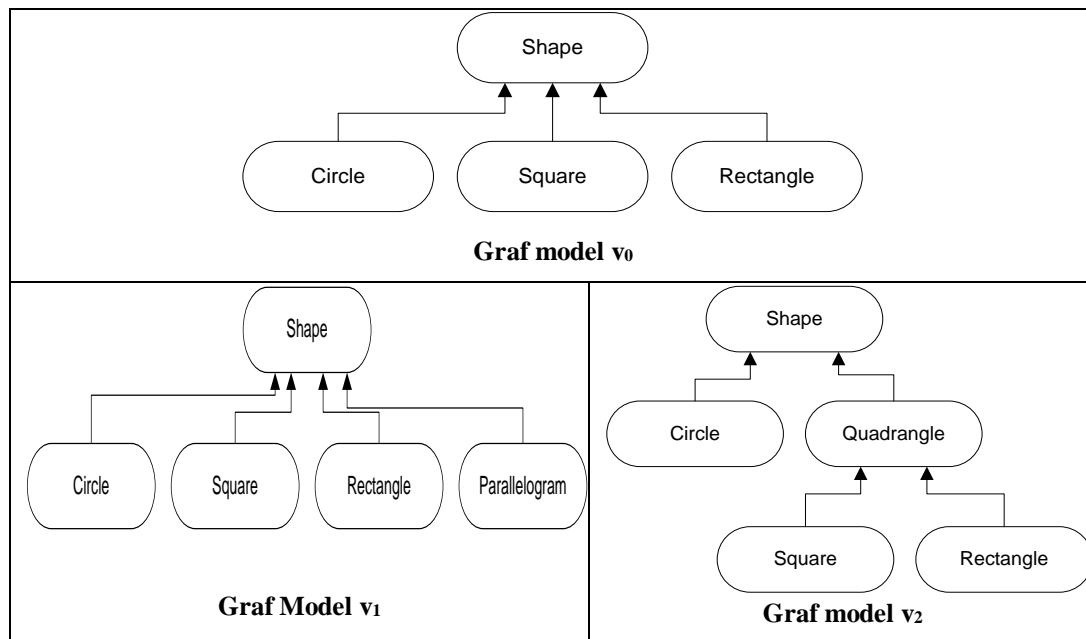 Shape
Circle Square Rectangle
Graf model v₀
Shape
Circle Square Rectangle Parallelogram
Graf Model v₁
Shape
Circle Quadrangle
Square Rectangle
Graf model v₂